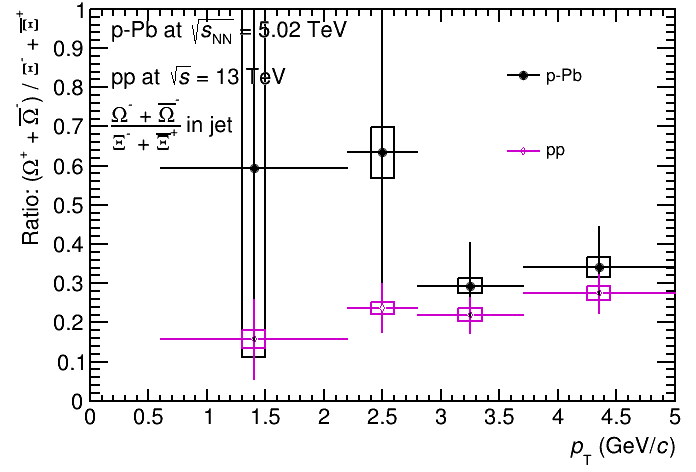 p-Pb at √s_NN = 5.02 TeV
pp at √s = 13 TeV
Ω⁻ + Ω̅⁻
Ξ⁻ + Ξ̅⁺
in jet
p-Pb
pp
Ratio: (Ω⁺ + Ω̅⁻) / Ξ⁻ + Ξ̅⁺
1
0.9
0.8
0.7
0.6
0.5
0.4
0.3
0.2
0.1
0
0 0.5 1 1.5 2 2.5 3 3.5 4 4.5 5
p_T (GeV/c)